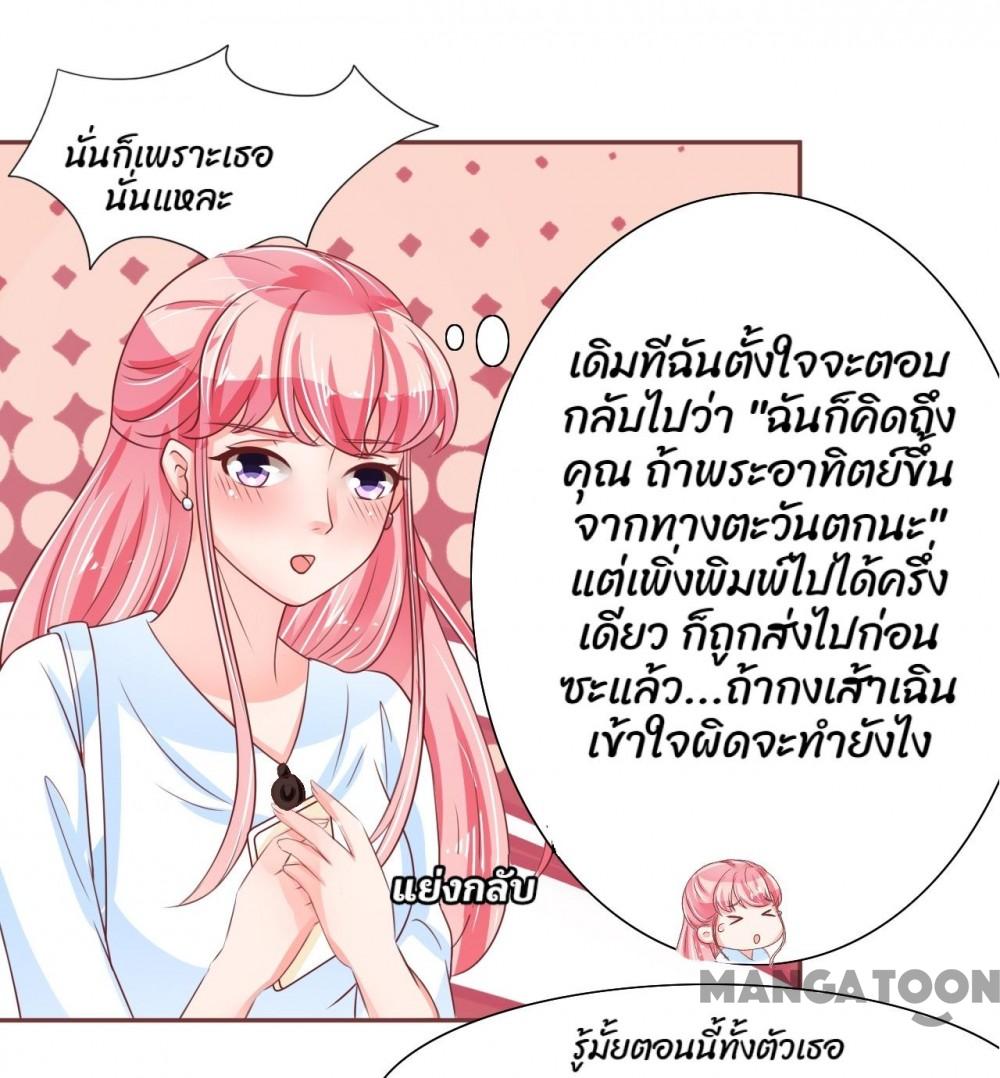 นั่นก็เพราะเธอ
นั่นแหละ
เดิมทีฉันตั้งใจจะตอบ
กลับไปว่า "ฉันก็คิดถึง
คุณ ถ้าพระอาทิตย์ขึ้น
จากทางตะวันตกนะ"
แต่เพิ่งพิมพ์ไปได้ครึ่ง
เดียว ก็ถูกส่งไปก่อน
ซะแล้ว...ถ้ากงเส้าเฉิน
เข้าใจผิดจะทำยังไง
แย่งกลับ
MANGATOON
รู้มั้ยตอนนี้ทั้งตัวเธอ